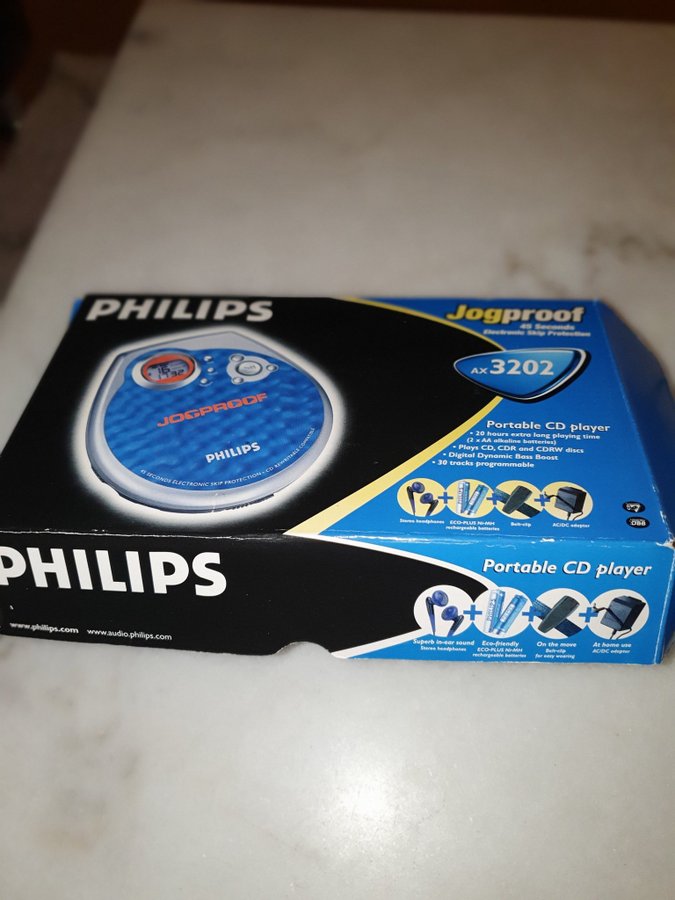 PHILIPS
Jogproof
45 Seconds
Electronic Skip Protection
AX 3202
JOGPROOF
PHILIPS
45 SECONDS ELECTRONIC SKIP PROTECTION • CD REWRITABLE COMPATIBLE
Portable CD player
• 20 hours extra long playing time
(2 x AA alkaline batteries)
• Plays CD, CDR and CDRW discs
• Digital Dynamic Bass Boost
• 30 tracks programmable
Stereo headphones
ECO-PLUS Ni-MH
rechargeable batteries
Belt-clip
AC/DC adapter
PHILIPS
Portable CD player
www.philips.com www.audio.philips.com
Superb in-ear sound
Stereo headphones
Eco-friendly
ECO-PLUS Ni-MH
rechargeable batteries
On the move
Belt-clip
for easy wearing
At home use
AC/DC adapter